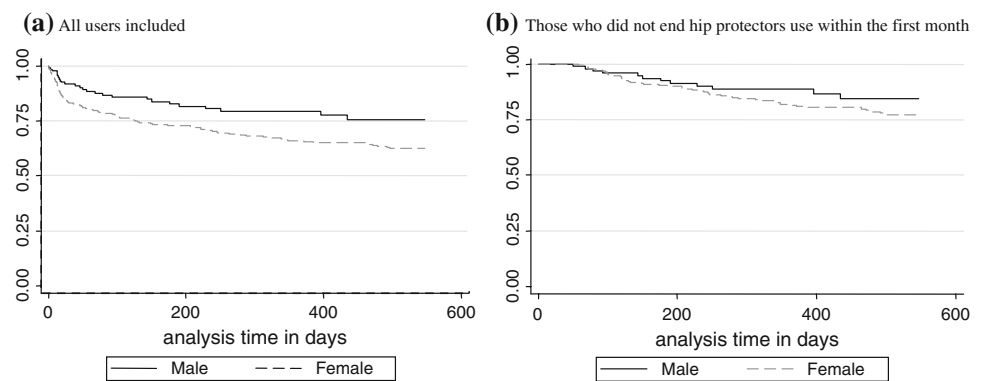 (a) All users included
1.00
0.75
0.50
0.25
0.00
0 200 400 600
analysis time in days
Male Female
(b) Those who did not end hip protectors use within the first month
1.00
0.75
0.50
0.25
0.00
0 200 400 600
analysis time in days
Male Female